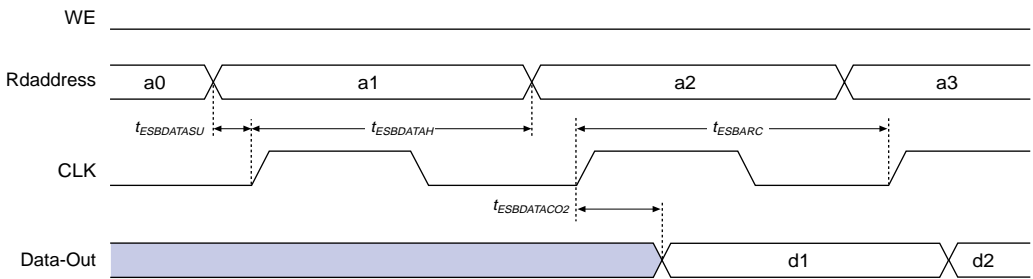 WE
Rdaddress a0 a1 a2 a3
tESBDATASU tESBDATAH tESBARC
CLK
tESBDATACO2
Data-Out d1 d2